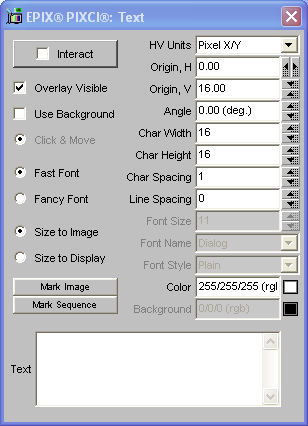 EPIX® PIXCI®: Text
Interact
HV Units Pixel X/Y
Origin, H 0.00
Overlay Visible
Origin, V 16.00
Use Background
Angle 0.00 (deg.)
Click & Move
Char Width 16
Char Height 16
Fast Font
Char Spacing 1
Fancy Font
Line Spacing 0
Font Size 11
Size to Image
Font Name Dialog
Size to Display
Font Style Plain
Mark Image
Color 255/255/255 (rgl
Mark Sequence
Background 0/0/0 (rgb)
Text